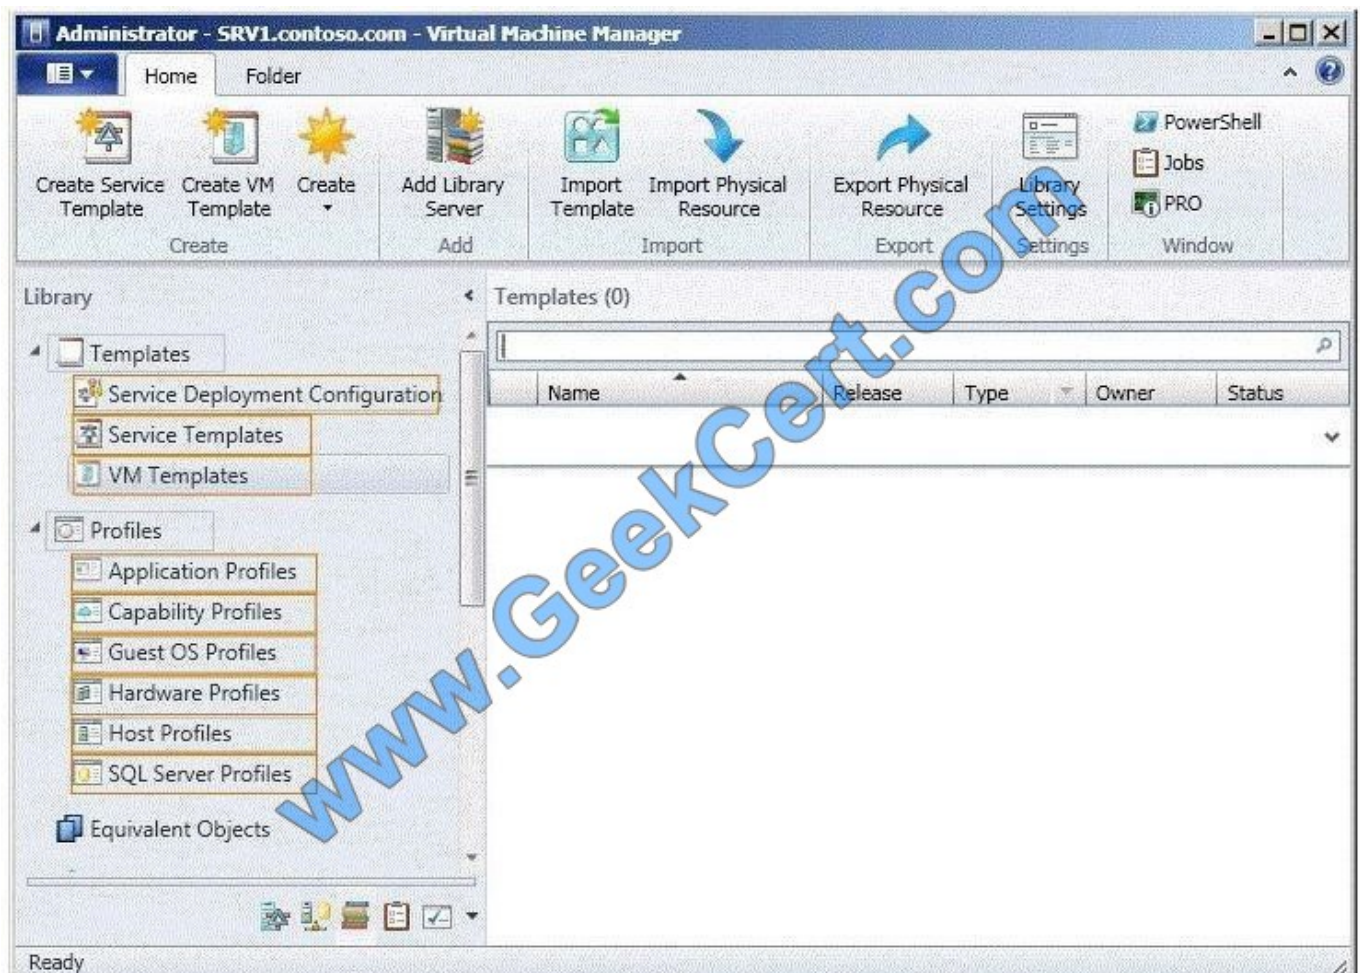 Administrator - SRV1.contoso.com - Virtual Machine Manager
Home Folder
Create Service Template
Create VM Template
Create
Add Library Server
Import Template
Import Physical Resource
Export Physical Resource
Library Settings
PowerShell
Jobs
PRO
Create Add Import Export Settings Window
Library
Templates
Service Deployment Configuration
Service Templates
VM Templates
Profiles
Application Profiles
Capability Profiles
Guest OS Profiles
Hardware Profiles
Host Profiles
SQL Server Profiles
Equivalent Objects
Templates (0)
Name Release Type Owner Status
www.GeekCert.com
Ready